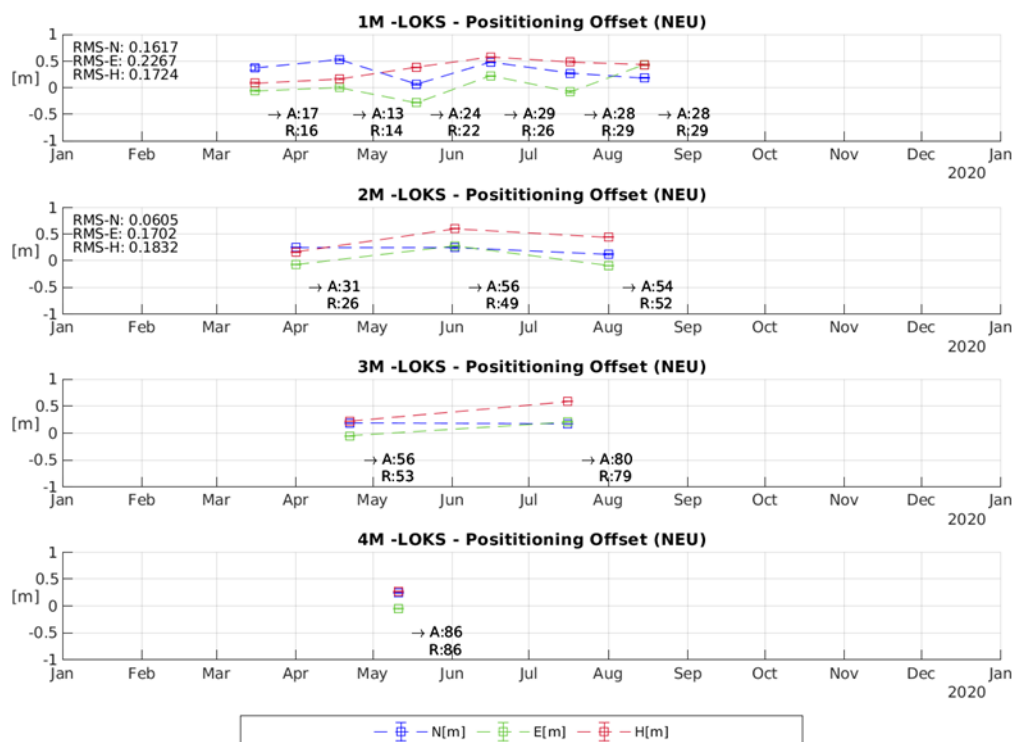 1M -LOKS - Posititioning Offset (NEU)
1
0.5
0
-0.5
-1
[m]
RMS-N: 0.1617
RMS-E: 0.2267
RMS-H: 0.1724
→ A:17 → A:13 → A:24 → A:29 → A:28 → A:28
R:16 R:14 R:22 R:26 R:29 R:29
Jan Feb Mar Apr May Jun Jul Aug Sep Oct Nov Dec Jan
2020
2M -LOKS - Posititioning Offset (NEU)
1
0.5
0
-0.5
-1
[m]
RMS-N: 0.0605
RMS-E: 0.1702
RMS-H: 0.1832
→ A:31 → A:56 → A:54
R:26 R:49 R:52
Jan Feb Mar Apr May Jun Jul Aug Sep Oct Nov Dec Jan
2020
3M -LOKS - Posititioning Offset (NEU)
1
0.5
0
-0.5
-1
[m]
→ A:56 → A:80
R:53 R:79
Jan Feb Mar Apr May Jun Jul Aug Sep Oct Nov Dec Jan
2020
4M -LOKS - Posititioning Offset (NEU)
1
0.5
0
-0.5
-1
[m]
→ A:86
R:86
Jan Feb Mar Apr May Jun Jul Aug Sep Oct Nov Dec Jan
2020
N[m] E[m] H[m]